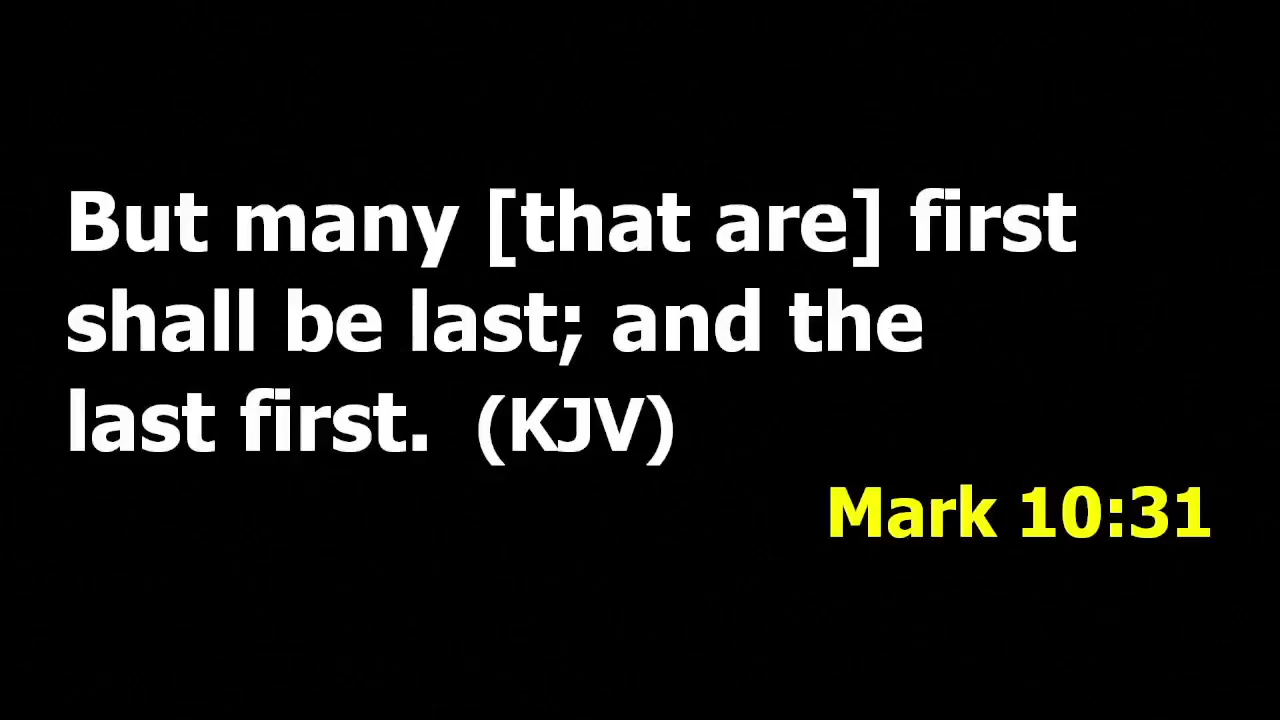 But many [that are] first
shall be last; and the
last first.  (KJV)
Mark 10:31